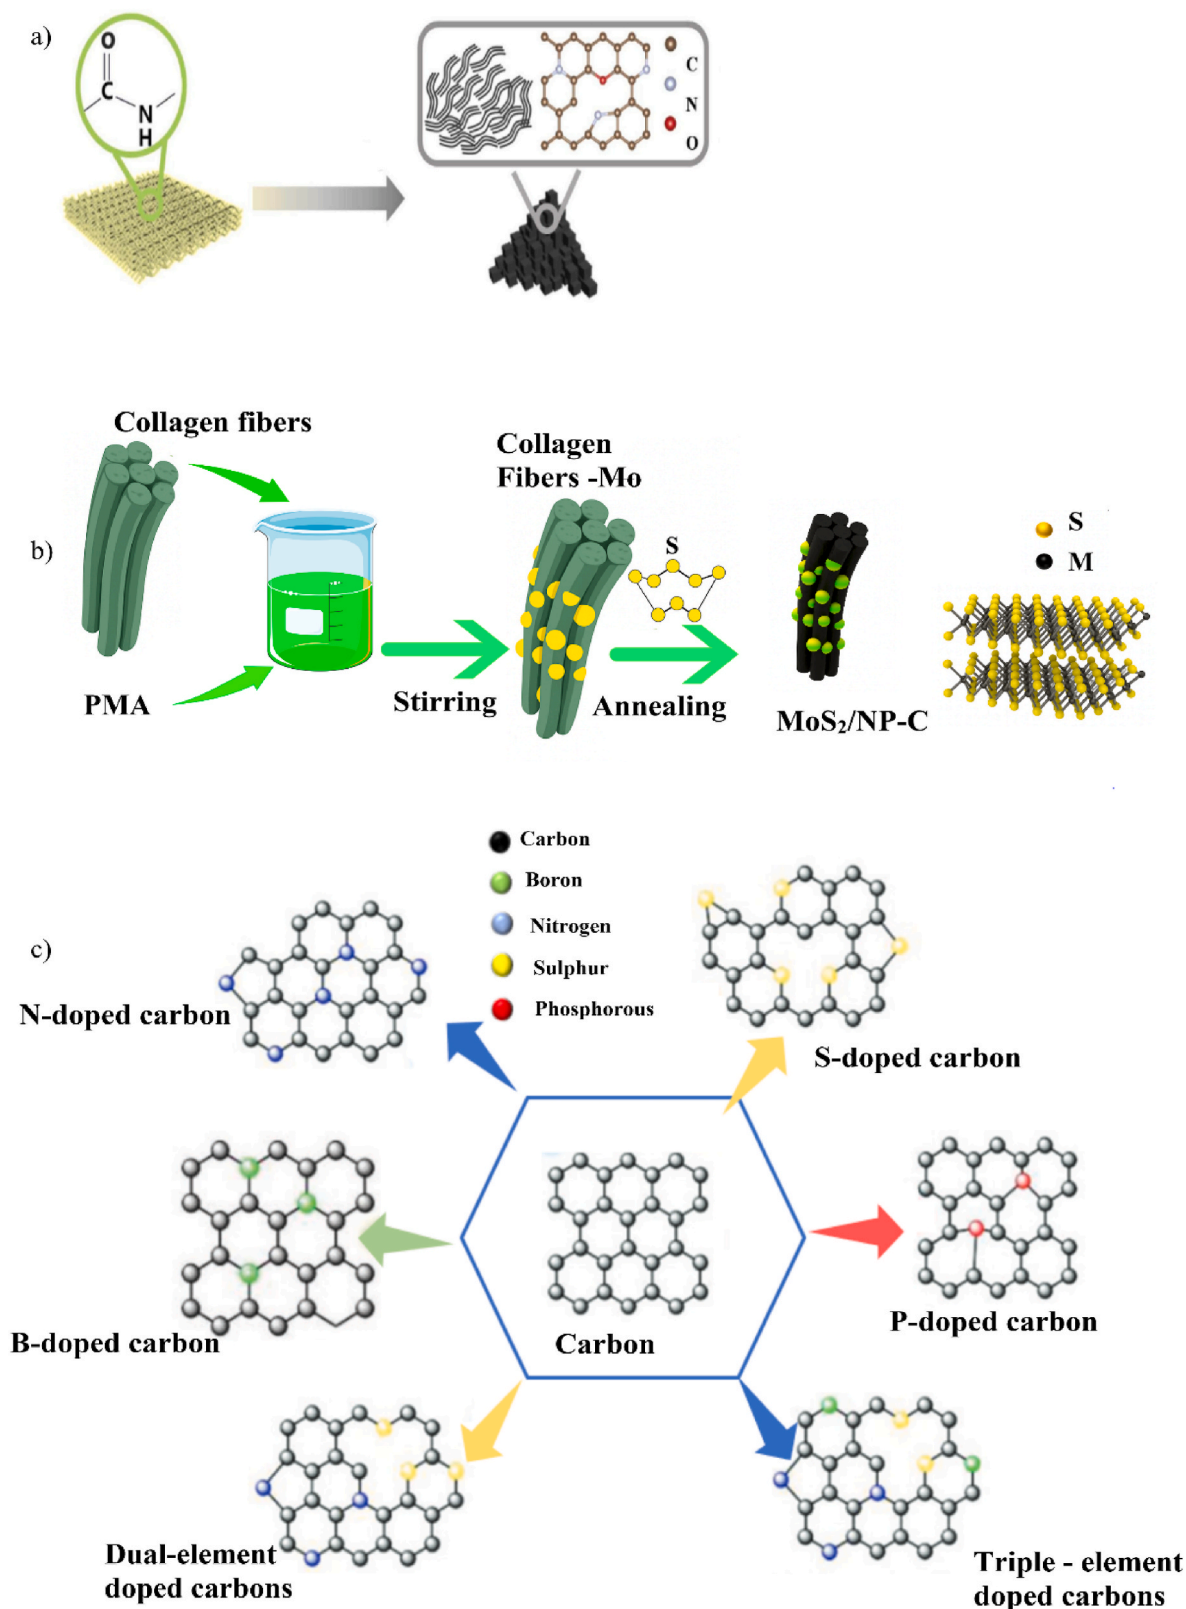 a)
O
C
N
H
C
N
O
b)
Collagen fibers
PMA
Stirring
Collagen
Fibers -Mo
S
Annealing
MoS₂/NP-C
S
M
c)
Carbon
Boron
Nitrogen
Sulphur
Phosphorous
N-doped carbon
S-doped carbon
B-doped carbon
Carbon
P-doped carbon
Dual-element
doped carbons
Triple - element
doped carbons